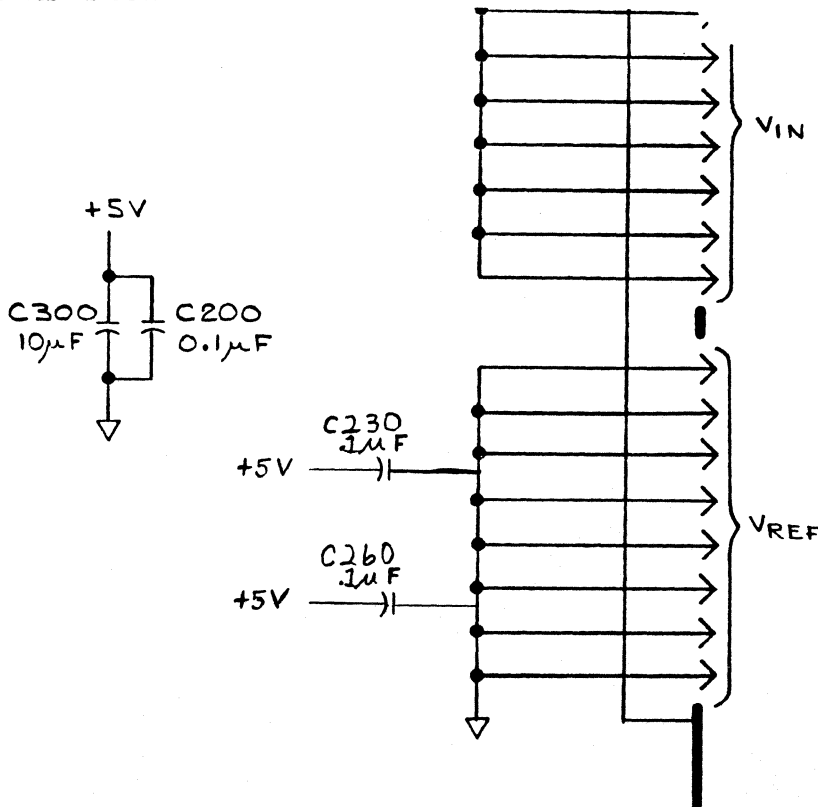 VIN
+5V
C300
10µF
C200
0.1µF
C230
.1µF
+5V
VREF
C260
.1µF
+5V